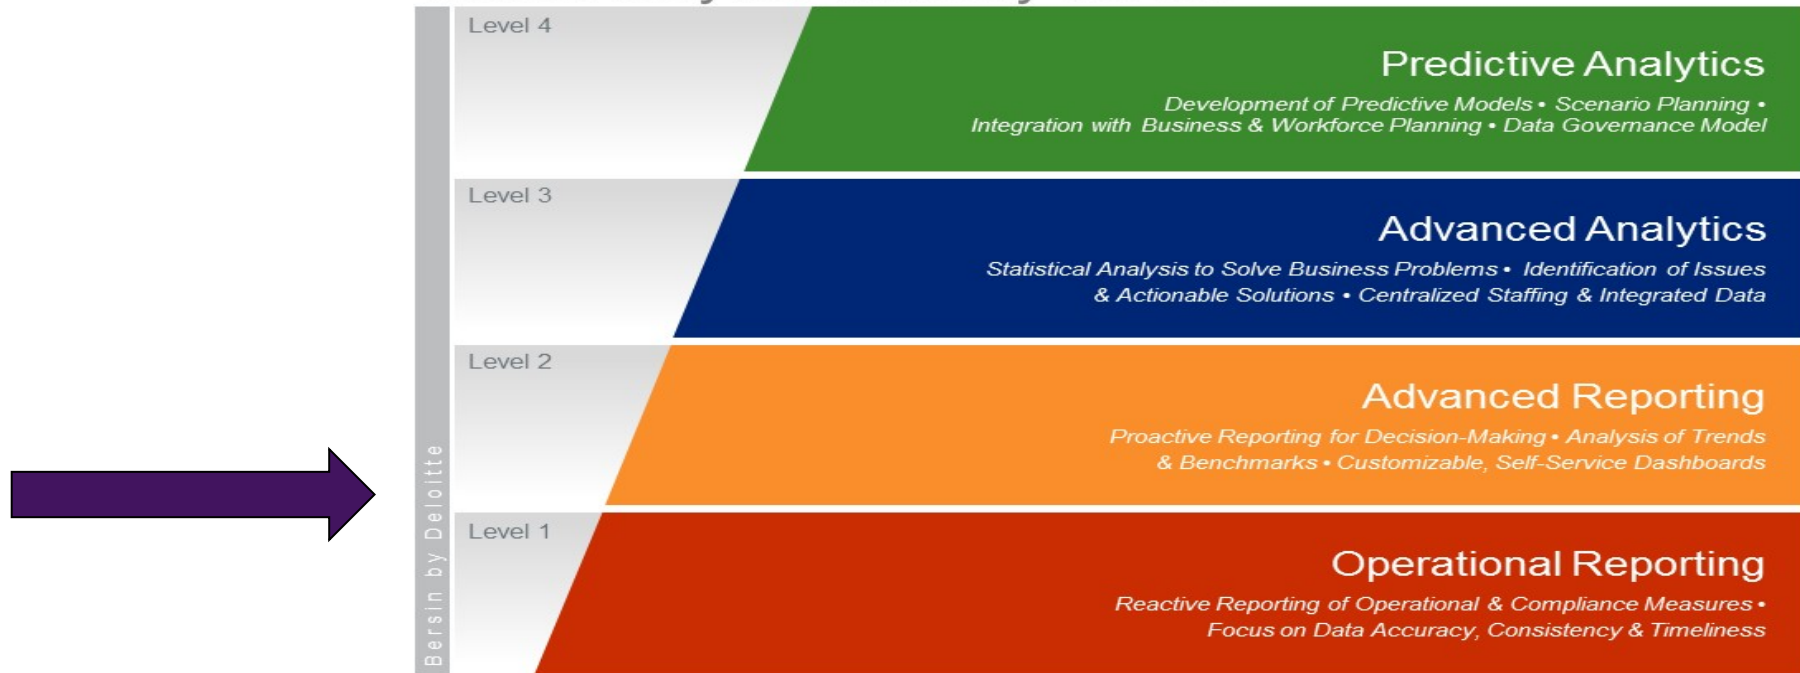 Level 4
Predictive Analytics
Development of Predictive Models • Scenario Planning •
Integration with Business & Workforce Planning • Data Governance Model
Level 3
Advanced Analytics
Statistical Analysis to Solve Business Problems • Identification of Issues
& Actionable Solutions • Centralized Staffing & Integrated Data
Level 2
Advanced Reporting
Proactive Reporting for Decision-Making • Analysis of Trends
& Benchmarks • Customizable, Self-Service Dashboards
Level 1
Operational Reporting
Reactive Reporting of Operational & Compliance Measures •
Focus on Data Accuracy, Consistency & Timeliness
Bersin by Deloitte